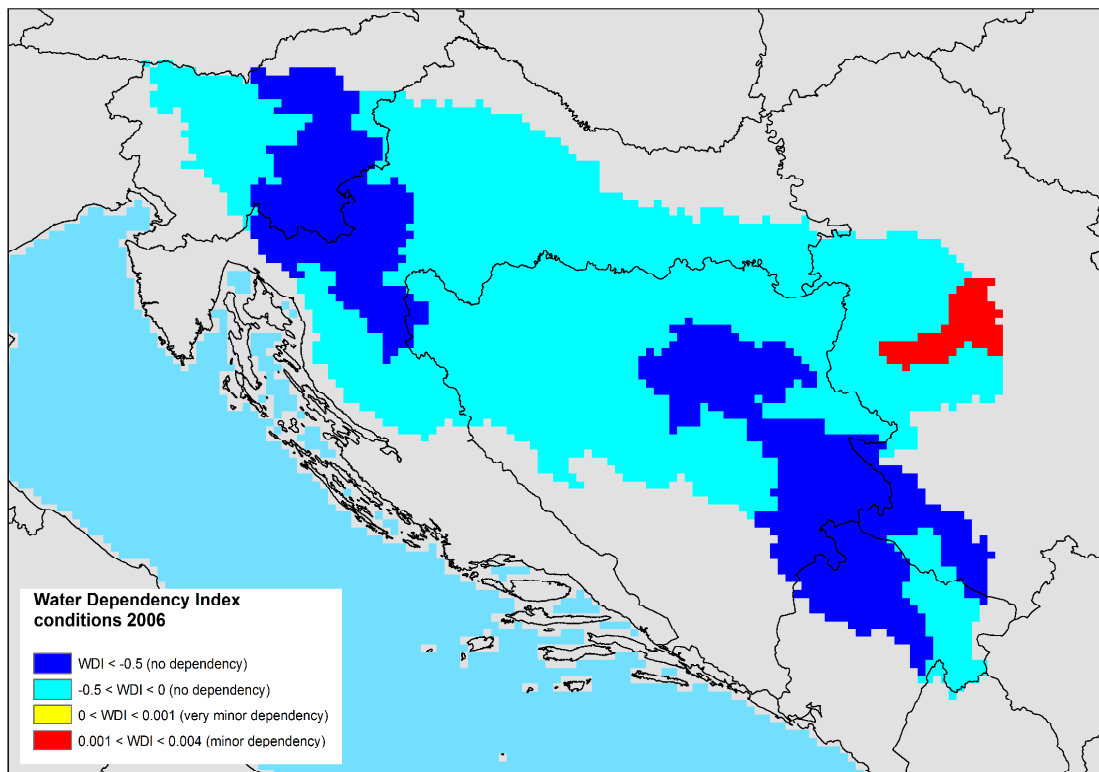 Water Dependency Index
conditions 2006
WDI < -0.5 (no dependency)
-0.5 < WDI < 0 (no dependency)
0 < WDI < 0.001 (very minor dependency)
0.001 < WDI < 0.004 (minor dependency)